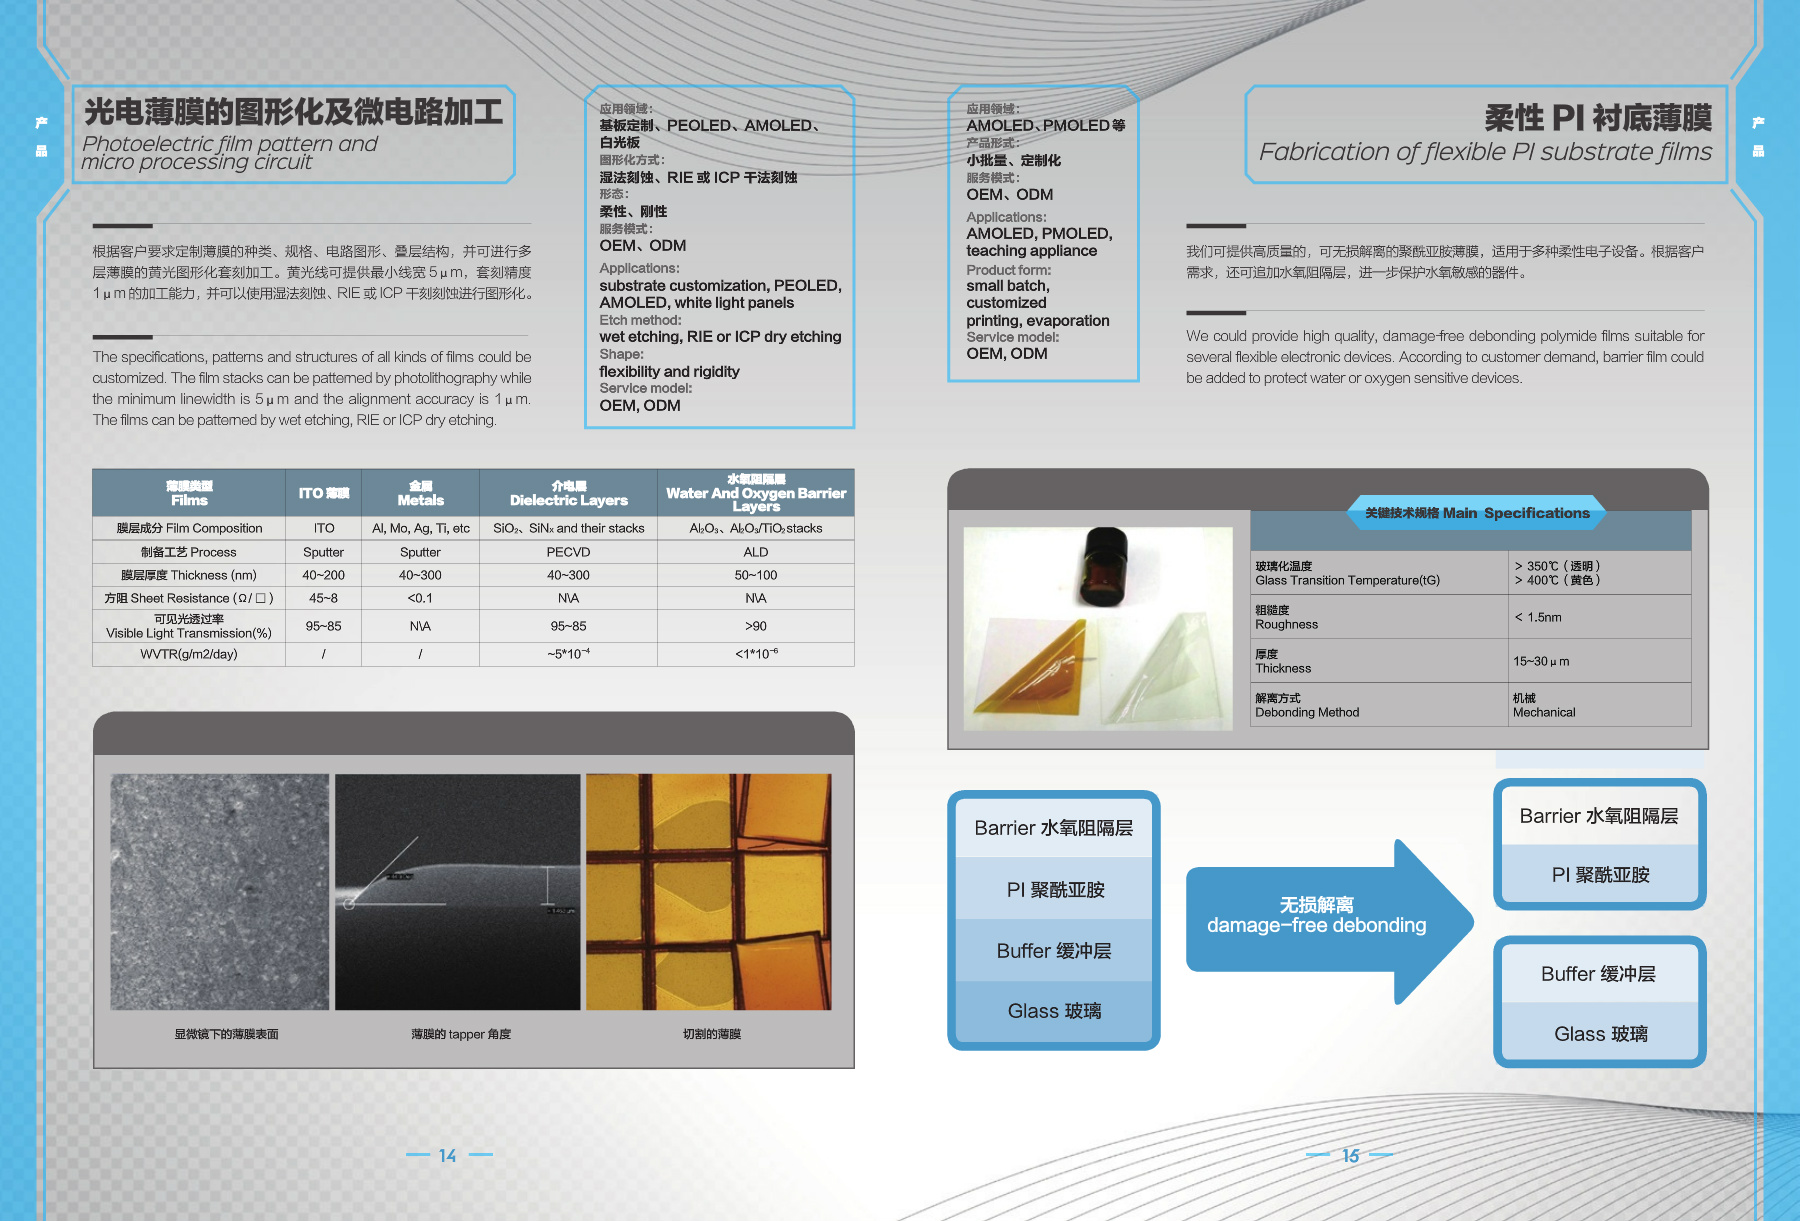 产
品
光电薄膜的图形化及微电路加工
Photoelectric film pattern and
micro processing circuit
根据客户要求定制薄膜的种类、规格、电路图形、叠层结构，并可进行多
层薄膜的黄光图形化套刻加工。黄光线可提供最小线宽 5 μ m，套刻精度
1 μ m 的加工能力，并可以使用湿法刻蚀、RIE 或 ICP 干刻刻蚀进行图形化。
The specifications, patterns and structures of all kinds of films could be
customized. The film stacks can be patterned by photolithography while
the minimum linewidth is 5 μ m and the alignment accuracy is 1 μ m.
The films can be patterned by wet etching, RIE or ICP dry etching.
应用领域：
基板定制、PEOLED、AMOLED、
白光板
图形化方式：
湿法刻蚀、RIE 或 ICP 干法刻蚀
形态：
柔性、刚性
服务模式：
OEM、ODM
Applications:
substrate customization, PEOLED,
AMOLED, white light panels
Etch method:
wet etching, RIE or ICP dry etching
Shape:
flexibility and rigidity
Service model:
OEM, ODM
薄膜类型 Films | ITO 薄膜 | 金属 Metals | 介电层 Dielectric Layers | 水氧阻隔层 Water And Oxygen Barrier Layers
膜层成分 Film Composition | ITO | Al, Mo, Ag, Ti, etc | SiO₂、SiNx and their stacks | Al₂O₃、Al₂O₃/TiO₂ stacks
制备工艺 Process | Sputter | Sputter | PECVD | ALD
膜层厚度 Thickness (nm) | 40~200 | 40~300 | 40~300 | 50~100
方阻 Sheet Resistance (Ω/□) | 45~8 | <0.1 | N\A | N\A
可见光透过率 Visible Light Transmission(%) | 95~85 | N\A | 95~85 | >90
WVTR(g/m2/day) | / | / | ~5*10⁻⁴ | <1*10⁻⁶
显微镜下的薄膜表面
薄膜的 tapper 角度
切割的薄膜
14
应用领域：
AMOLED、PMOLED 等
产品形式：
小批量、定制化
服务模式：
OEM、ODM
Applications:
AMOLED, PMOLED,
teaching appliance
Product form:
small batch,
customized
printing, evaporation
Service model:
OEM, ODM
柔性 PI 衬底薄膜
Fabrication of flexible PI substrate films
产
品
我们可提供高质量的，可无损解离的聚酰亚胺薄膜，适用于多种柔性电子设备。根据客户
需求，还可追加水氧阻隔层，进一步保护水氧敏感的器件。
We could provide high quality, damage-free debonding polymide films suitable for
several flexible electronic devices. According to customer demand, barrier film could
be added to protect water or oxygen sensitive devices.
关键技术规格 Main Specifications
玻璃化温度
Glass Transition Temperature(tG)
> 350℃（透明）
> 400℃（黄色）
粗糙度
Roughness
< 1.5nm
厚度
Thickness
15~30 μ m
解离方式
Debonding Method
机械
Mechanical
Barrier 水氧阻隔层
PI 聚酰亚胺
Buffer 缓冲层
Glass 玻璃
无损解离
damage-free debonding
Barrier 水氧阻隔层
PI 聚酰亚胺
Buffer 缓冲层
Glass 玻璃
15